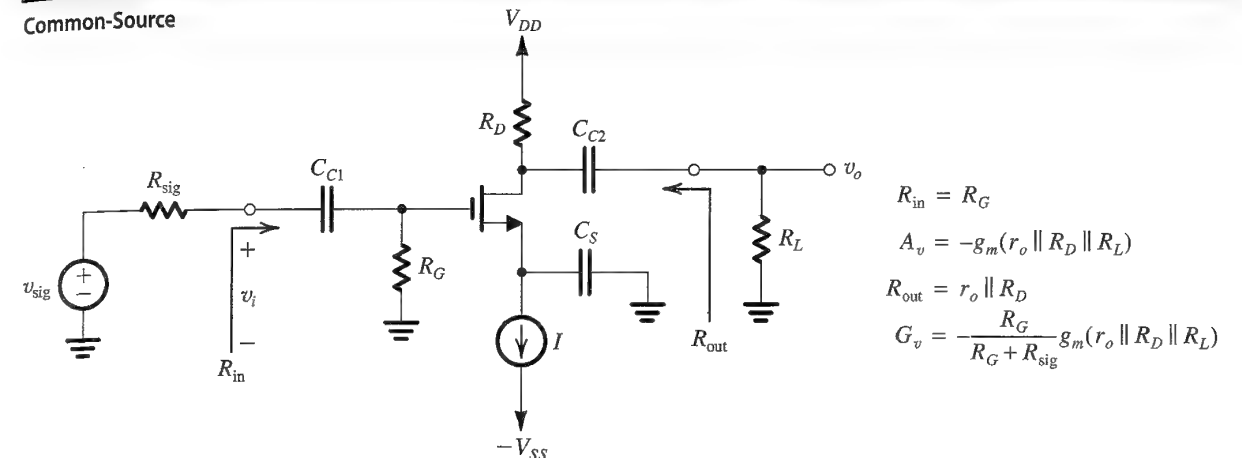 Common-Source
V_DD
R_D
C_C2
v_o
R_sig
C_C1
R_in = R_G
C_S
R_L
A_v = −g_m(r_o || R_D || R_L)
+
R_G
v_sig
+
−
v_i
R_out = r_o || R_D
−
I
R_out
G_v = − R_G / (R_G + R_sig) g_m(r_o || R_D || R_L)
R_in
−V_SS